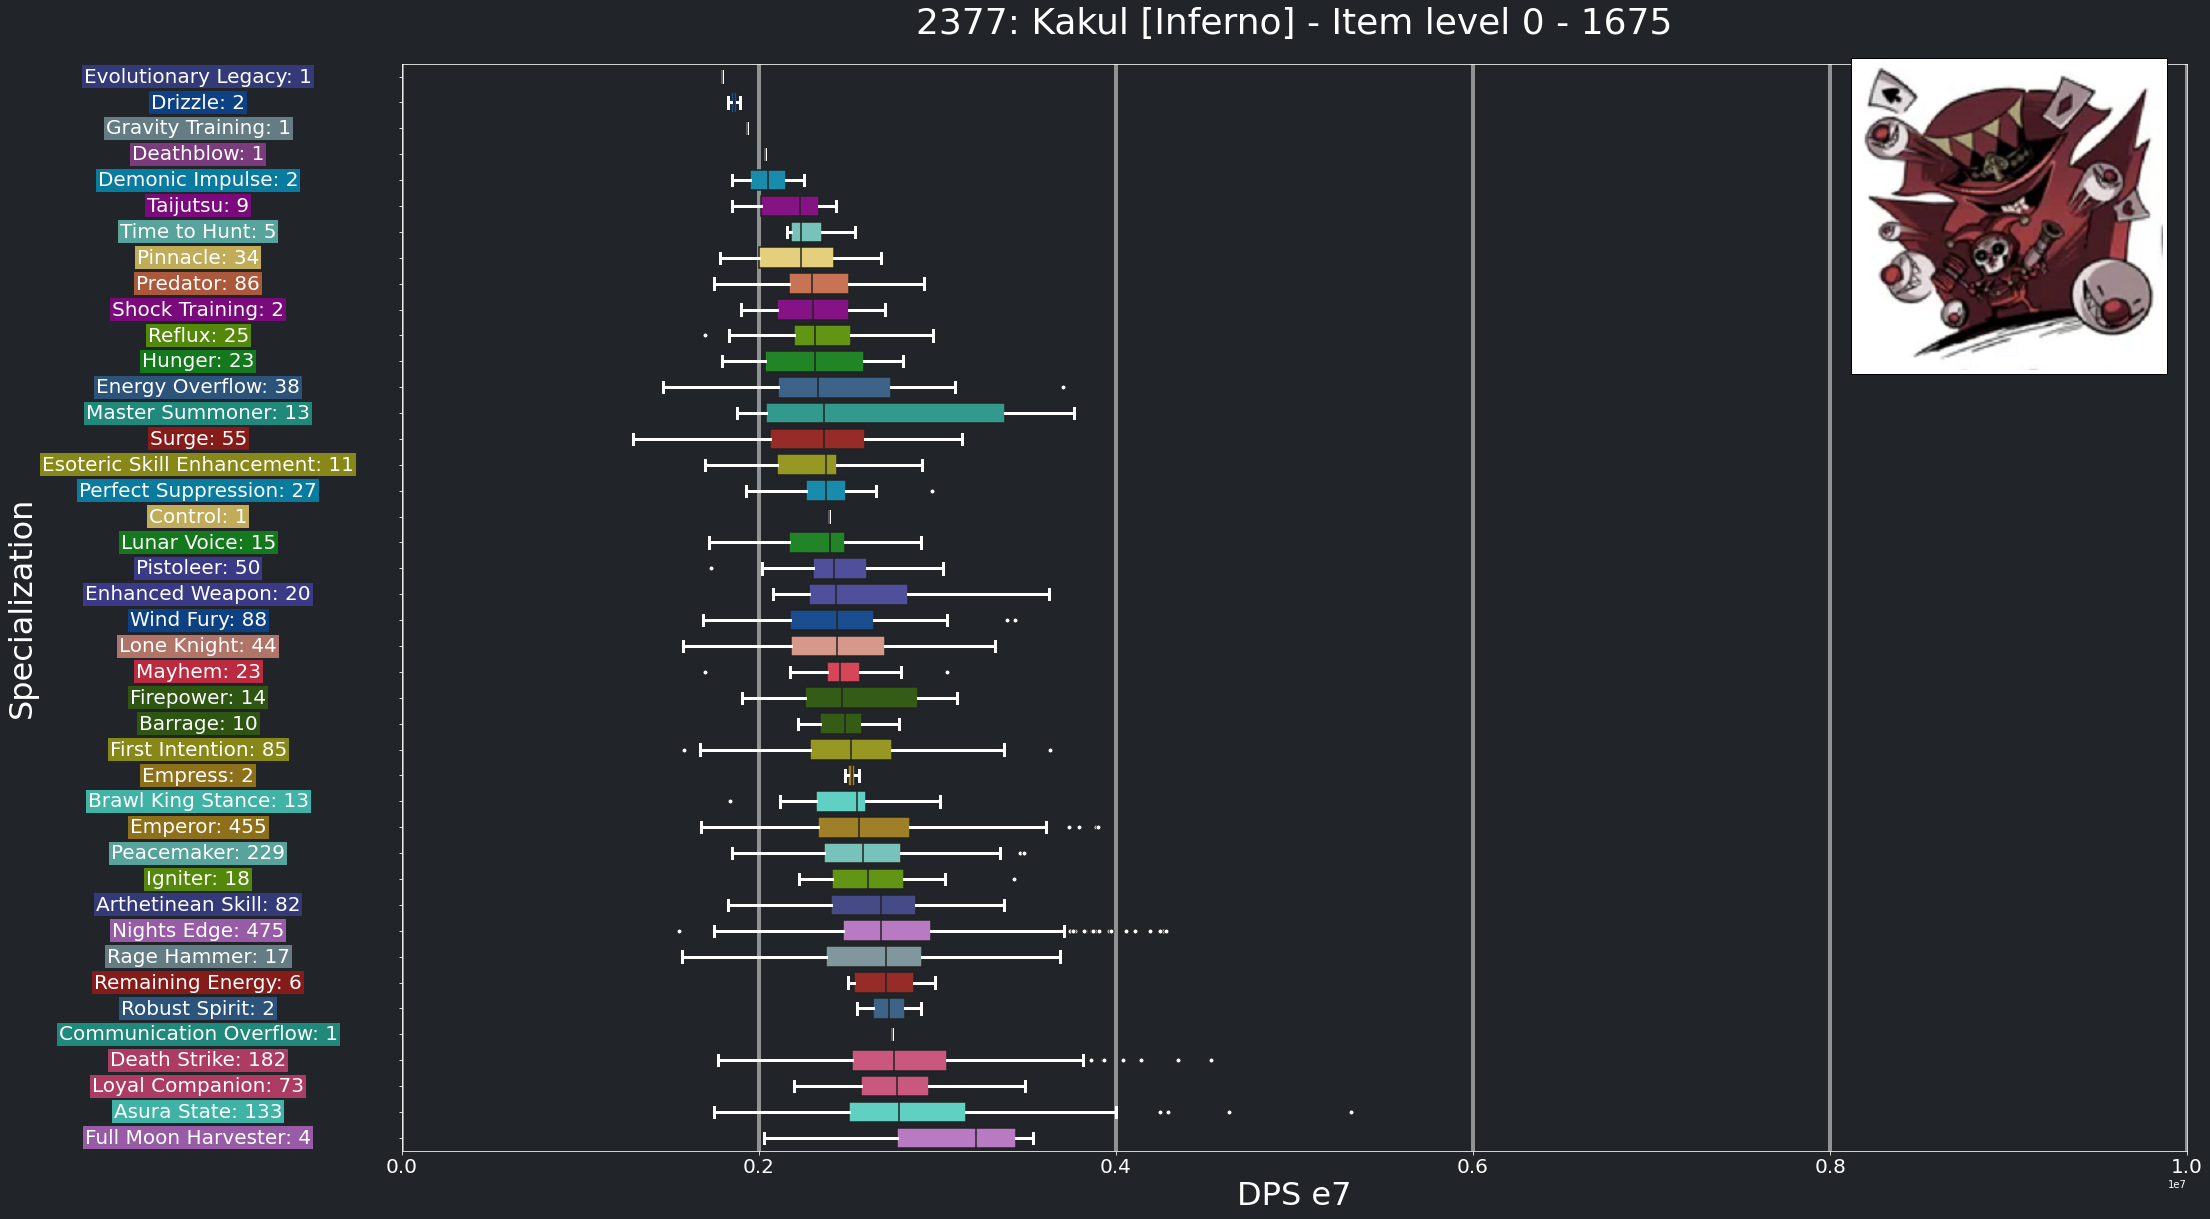 2377: Kakul [Inferno] - Item level 0 - 1675
Evolutionary Legacy: 1
Drizzle: 2
Gravity Training: 1
Deathblow: 1
Demonic Impulse: 2
Taijutsu: 9
Time to Hunt: 5
Pinnacle: 34
Predator: 86
Shock Training: 2
Reflux: 25
Hunger: 23
Energy Overflow: 38
Master Summoner: 13
Surge: 55
Esoteric Skill Enhancement: 11
Perfect Suppression: 27
Control: 1
Lunar Voice: 15
Pistoleer: 50
Enhanced Weapon: 20
Wind Fury: 88
Lone Knight: 44
Mayhem: 23
Firepower: 14
Barrage: 10
First Intention: 85
Empress: 2
Brawl King Stance: 13
Emperor: 455
Peacemaker: 229
Igniter: 18
Arthetinean Skill: 82
Nights Edge: 475
Rage Hammer: 17
Remaining Energy: 6
Robust Spirit: 2
Communication Overflow: 1
Death Strike: 182
Loyal Companion: 73
Asura State: 133
Full Moon Harvester: 4
Specialization
0.0 0.2 0.4 0.6 0.8 1.0
1e7
DPS e7